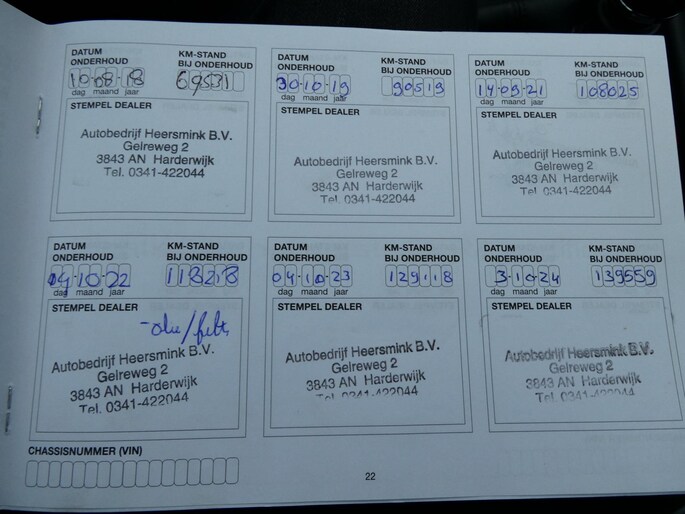 DATUM ONDERHOUD
KM-STAND BIJ ONDERHOUD
10-08-18
69531
dag maand jaar
STEMPEL DEALER
Autobedrijf Heersmink B.V.
Gelreweg 2
3843 AN Harderwijk
Tel. 0341-422044
DATUM ONDERHOUD
KM-STAND BIJ ONDERHOUD
30-10-19
90519
dag maand jaar
STEMPEL DEALER
Autobedrijf Heersmink B.V.
Gelreweg 2
3843 AN Harderwijk
Tel. 0341-422044
DATUM ONDERHOUD
KM-STAND BIJ ONDERHOUD
14-09-21
108025
dag maand jaar
STEMPEL DEALER
Autobedrijf Heersmink B.V.
Gelreweg 2
3843 AN Harderwijk
Tel. 0341-422044
DATUM ONDERHOUD
KM-STAND BIJ ONDERHOUD
04-10-22
118218
dag maand jaar
STEMPEL DEALER
Autobedrijf Heersmink B.V.
Gelreweg 2
3843 AN Harderwijk
Tel. 0341-422044
DATUM ONDERHOUD
KM-STAND BIJ ONDERHOUD
04-10-23
129118
dag maand jaar
STEMPEL DEALER
Autobedrijf Heersmink B.V.
Gelreweg 2
3843 AN Harderwijk
Tel. 0341-422044
DATUM ONDERHOUD
KM-STAND BIJ ONDERHOUD
3-10-24
139559
dag maand jaar
STEMPEL DEALER
Autobedrijf Heersmink B.V.
Gelreweg 2
3843 AN Harderwijk
Tel. 0341-422044
CHASSISNUMMER (VIN)
22